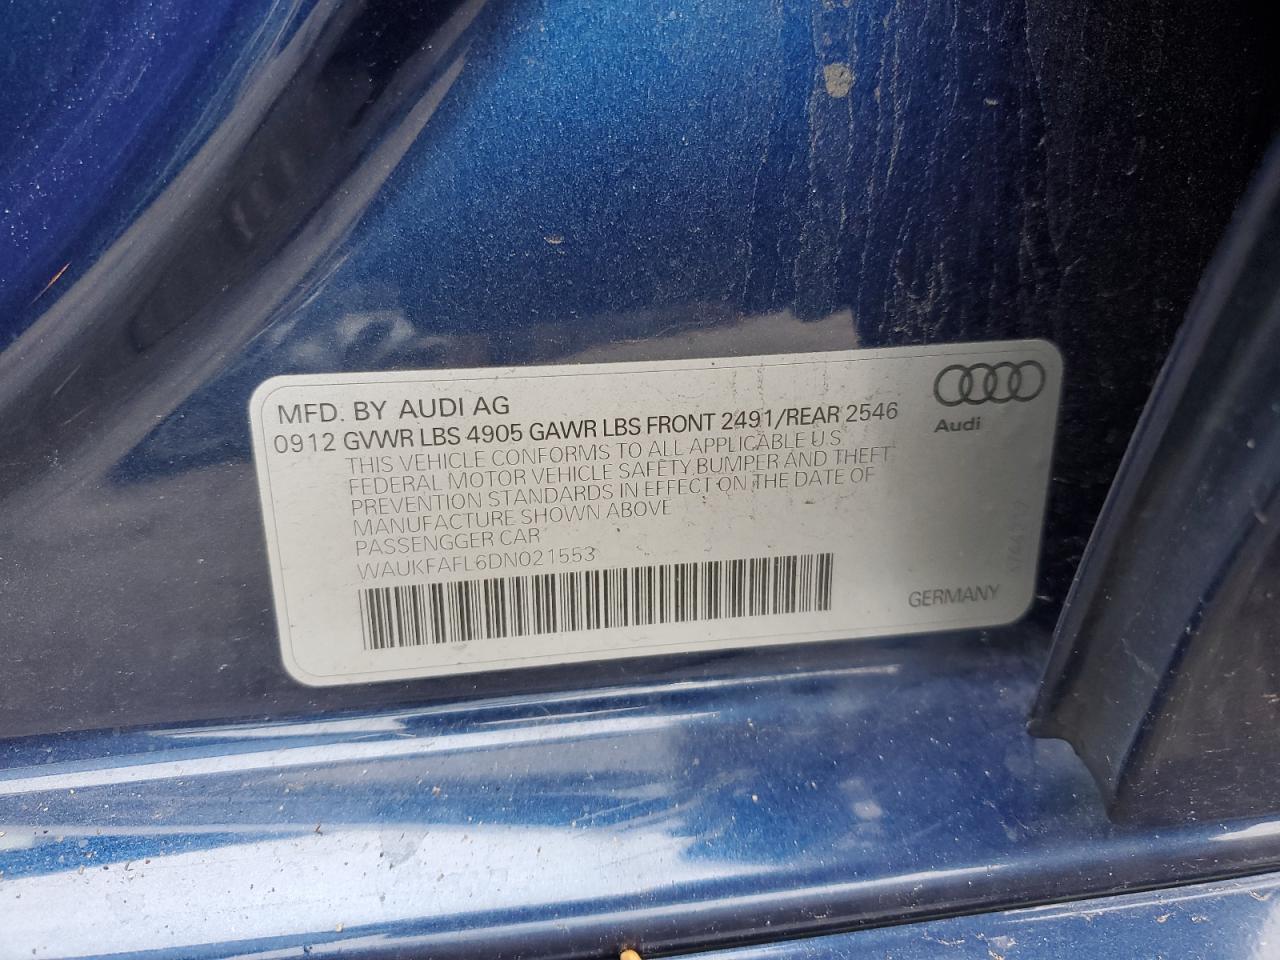 MFD. BY AUDI AG
0912 GVWR LBS 4905 GAWR LBS FRONT 2491/REAR 2546
THIS VEHICLE CONFORMS TO ALL APPLICABLE U.S.
FEDERAL MOTOR VEHICLE SAFETY, BUMPER AND THEFT
PREVENTION STANDARDS IN EFFECT ON THE DATE OF
MANUFACTURE SHOWN ABOVE
PASSENGGER CAR
WAUKFAFL6DN021553
Audi
GERMANY